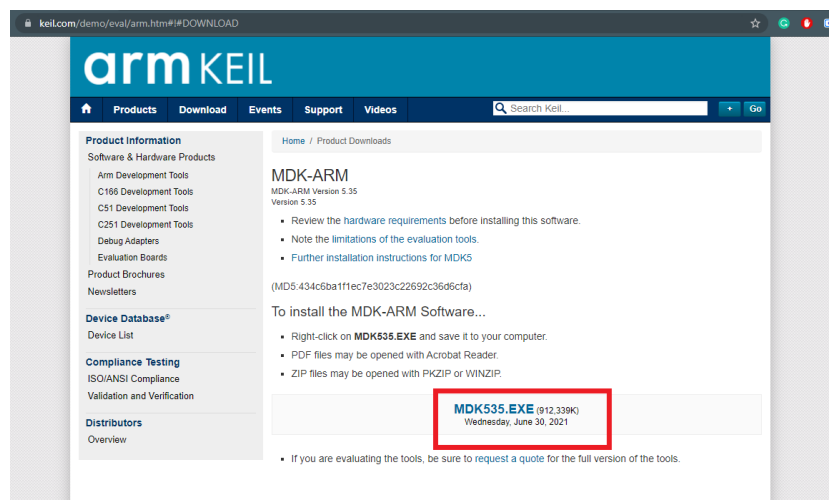 keil.com/demo/eval/arm.htm#!#DOWNLOAD
arm KEIL
Products Download Events Support Videos Search Keil... + Go
Product Information
Software & Hardware Products
Arm Development Tools
C166 Development Tools
C51 Development Tools
C251 Development Tools
Debug Adapters
Evaluation Boards
Product Brochures
Newsletters
Device Database®
Device List
Compliance Testing
ISO/ANSI Compliance
Validation and Verification
Distributors
Overview
Home / Product Downloads
MDK-ARM
MDK-ARM Version 5.35
Version 5.35
Review the hardware requirements before installing this software.
Note the limitations of the evaluation tools.
Further installation instructions for MDK5
(MD5:434c6ba1f1ec7e3023c22692c36d6cfa)
To install the MDK-ARM Software...
Right-click on MDK535.EXE and save it to your computer.
PDF files may be opened with Acrobat Reader.
ZIP files may be opened with PKZIP or WINZIP.
MDK535.EXE (912,339K)
Wednesday, June 30, 2021
If you are evaluating the tools, be sure to request a quote for the full version of the tools.